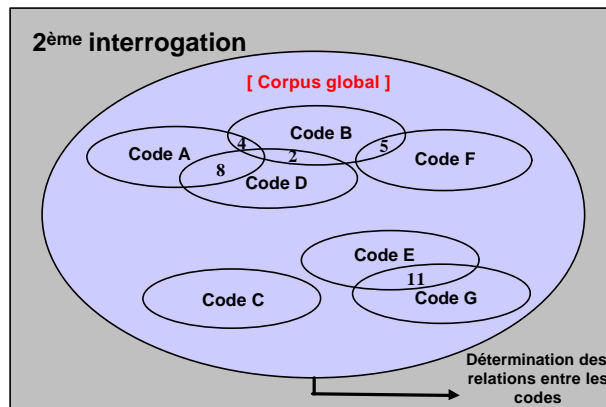 2ème interrogation
[ Corpus global ]
Code B
4
5
Code A
2
Code F
8
Code D
Code E
11
Code C
Code G
Détermination des
relations entre les
codes